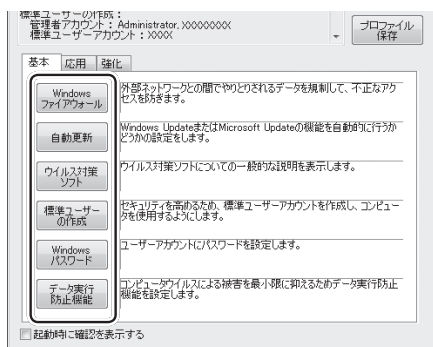 標準ユーザーの作成:
管理者アカウント: Administrator, XXXXXXXX
標準ユーザーアカウント: XXXX
プロファイル
保存
基本 応用 強化
Windows
ファイアウォール
外部ネットワークとの間でやりとりされるデータを規制して、不正なアク
セスを防ぎます。
自動更新
Windows UpdateまたはMicrosoft Updateの機能を自動的に行うか
どうかの設定をします。
ウイルス対策
ソフト
ウイルス対策ソフトについての一般的な説明を表示します。
標準ユーザー
の作成
セキュリティを高めるため、標準ユーザーアカウントを作成し、コンピュー
タを使用するようにします。
Windows
パスワード
ユーザーアカウントにパスワードを設定します。
データ実行
防止機能
コンピュータウイルスによる被害を最小限に抑えるためデータ実行防止
機能を設定します。
起動時に確認を表示する